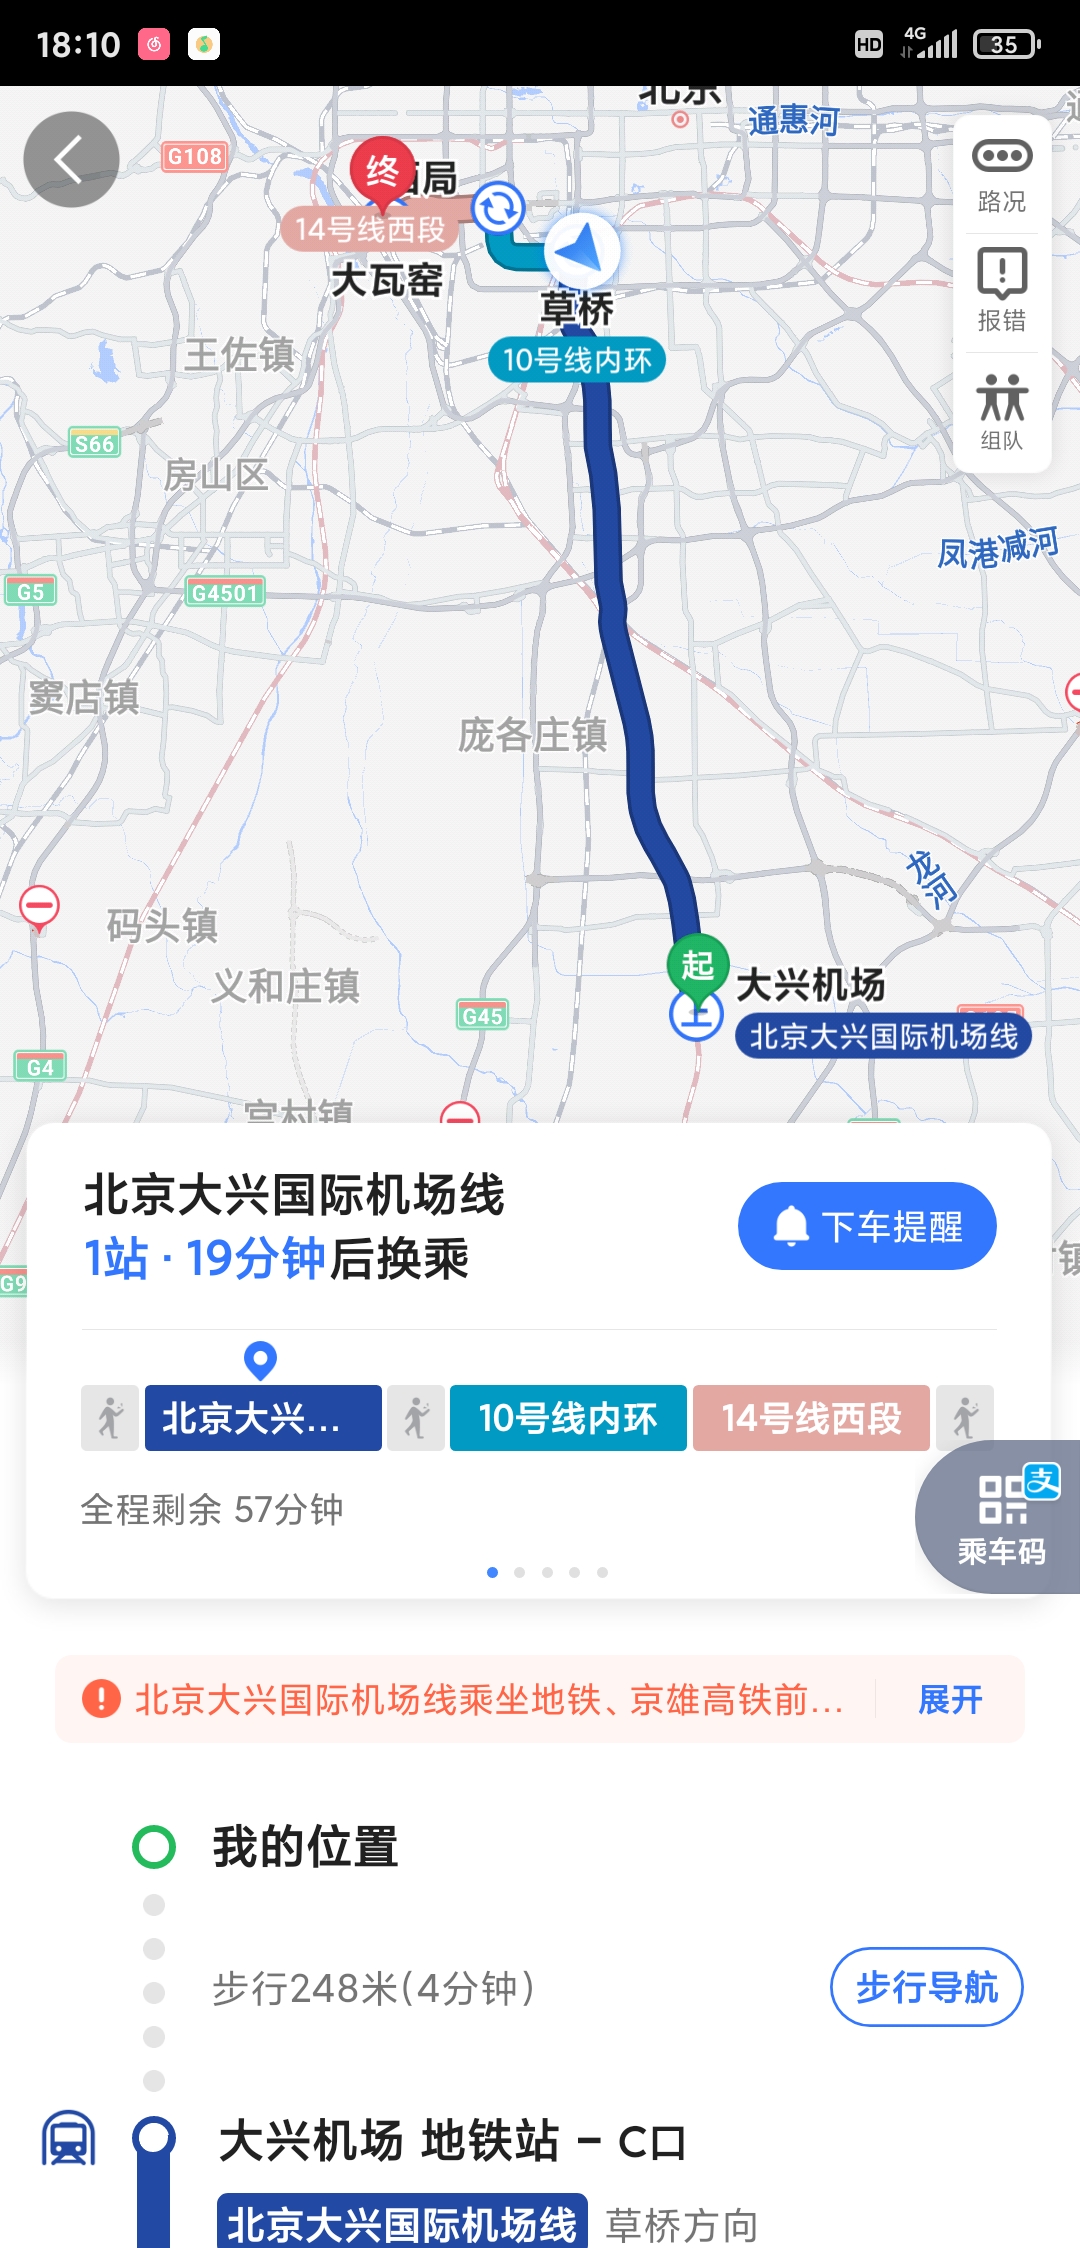 18:10
HD
4G
35
北京
通惠河
G108
终
西局
14号线西段
大瓦窑
草桥
10号线内环
路况
报错
组队
王佐镇
S66
房山区
凤港减河
G5
G4501
窦店镇
庞各庄镇
龙河
码头镇
义和庄镇
起
大兴机场
北京大兴国际机场线
G45
G4
宫村镇
G9
北京大兴国际机场线
1站 · 19分钟后换乘
下车提醒
北京大兴...
10号线内环
14号线西段
全程剩余 57分钟
支
乘车码
北京大兴国际机场线乘坐地铁、京雄高铁前...
展开
我的位置
步行248米(4分钟)
步行导航
大兴机场 地铁站 – C口
北京大兴国际机场线 草桥方向